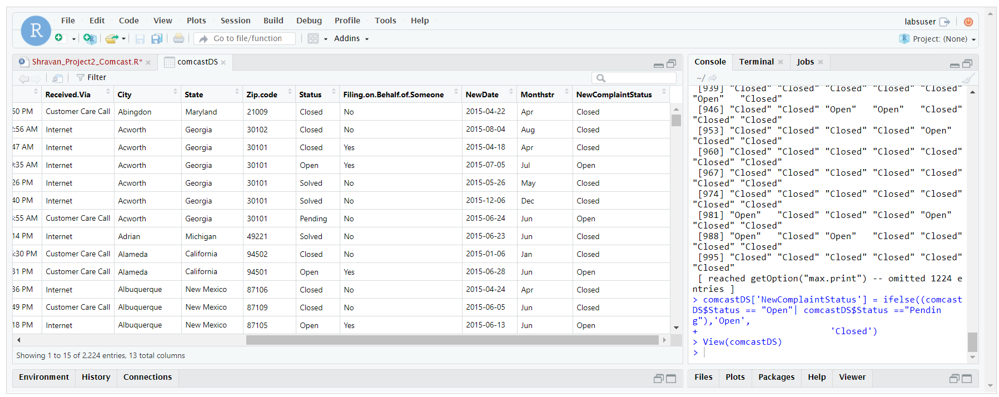 R File Edit Code View Plots Session Build Debug Profile Tools Help labsuser
Go to file/function Addins Project: (None)
Shravan_Project2_Comcast.R* comcastDS
Filter
Received.Via City State Zip.code Status Filing.on.Behalf.of.Someone NewDate Monthstr NewComplaintStatus
50 PM Customer Care Call Abingdon Maryland 21009 Closed No 2015-04-22 Apr Closed
:56 AM Internet Acworth Georgia 30102 Closed No 2015-08-04 Aug Closed
47 AM Internet Acworth Georgia 30101 Closed Yes 2015-04-18 Apr Closed
:35 AM Internet Acworth Georgia 30101 Open Yes 2015-07-05 Jul Open
26 PM Internet Acworth Georgia 30101 Solved No 2015-05-26 May Closed
40 PM Internet Acworth Georgia 30101 Solved No 2015-12-06 Dec Closed
:55 AM Customer Care Call Acworth Georgia 30101 Pending No 2015-06-24 Jun Open
14 PM Internet Adrian Michigan 49221 Solved No 2015-06-23 Jun Closed
:30 PM Customer Care Call Alameda California 94502 Closed No 2015-01-06 Jan Closed
31 PM Customer Care Call Alameda California 94501 Open Yes 2015-06-28 Jun Open
36 PM Internet Albuquerque New Mexico 87106 Closed No 2015-04-24 Apr Closed
49 PM Customer Care Call Albuquerque New Mexico 87109 Closed No 2015-06-05 Jun Closed
18 PM Internet Albuquerque New Mexico 87105 Open Yes 2015-06-13 Jun Open
Showing 1 to 15 of 2,224 entries, 13 total columns
Environment History Connections
Console Terminal Jobs
~/
[939] "Closed" "Closed" "Closed" "Closed" "Closed"
"Open" "Closed"
[946] "Closed" "Closed" "Open" "Open" "Closed"
"Closed" "Closed"
[953] "Closed" "Closed" "Closed" "Closed" "Open"
"Closed" "Closed"
[960] "Closed" "Closed" "Closed" "Closed" "Closed"
"Closed" "Closed"
[967] "Closed" "Closed" "Closed" "Closed" "Closed"
"Closed" "Closed"
[974] "Closed" "Closed" "Closed" "Closed" "Closed"
"Closed" "Closed"
[981] "Open" "Closed" "Closed" "Closed" "Open"
"Closed" "Closed"
[988] "Open" "Closed" "Open" "Closed" "Closed"
"Closed" "Closed"
[995] "Closed" "Closed" "Closed" "Closed" "Closed"
"Closed"
[ reached getOption("max.print") -- omitted 1224 e
ntries ]
> comcastDS['NewComplaintStatus'] = ifelse((comcast
DS$Status == "Open"| comcastDS$Status =="Pendin
g"),'Open',
+ 'Closed')
> View(comcastDS)
>
Files Plots Packages Help Viewer